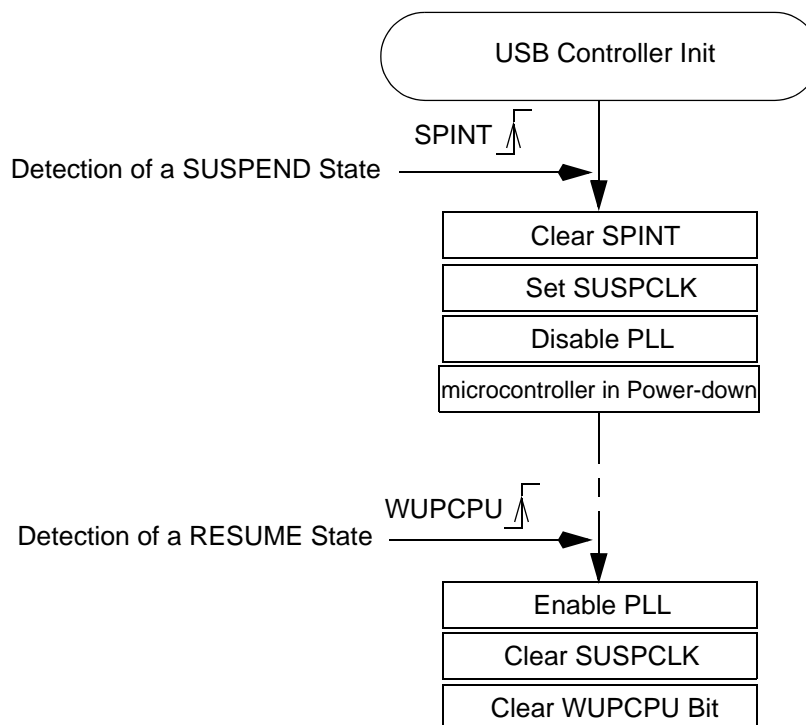 USB Controller Init
SPINT
Detection of a SUSPEND State
Clear SPINT
Set SUSPCLK
Disable PLL
microcontroller in Power-down
WUPCPU
Detection of a RESUME State
Enable PLL
Clear SUSPCLK
Clear WUPCPU Bit